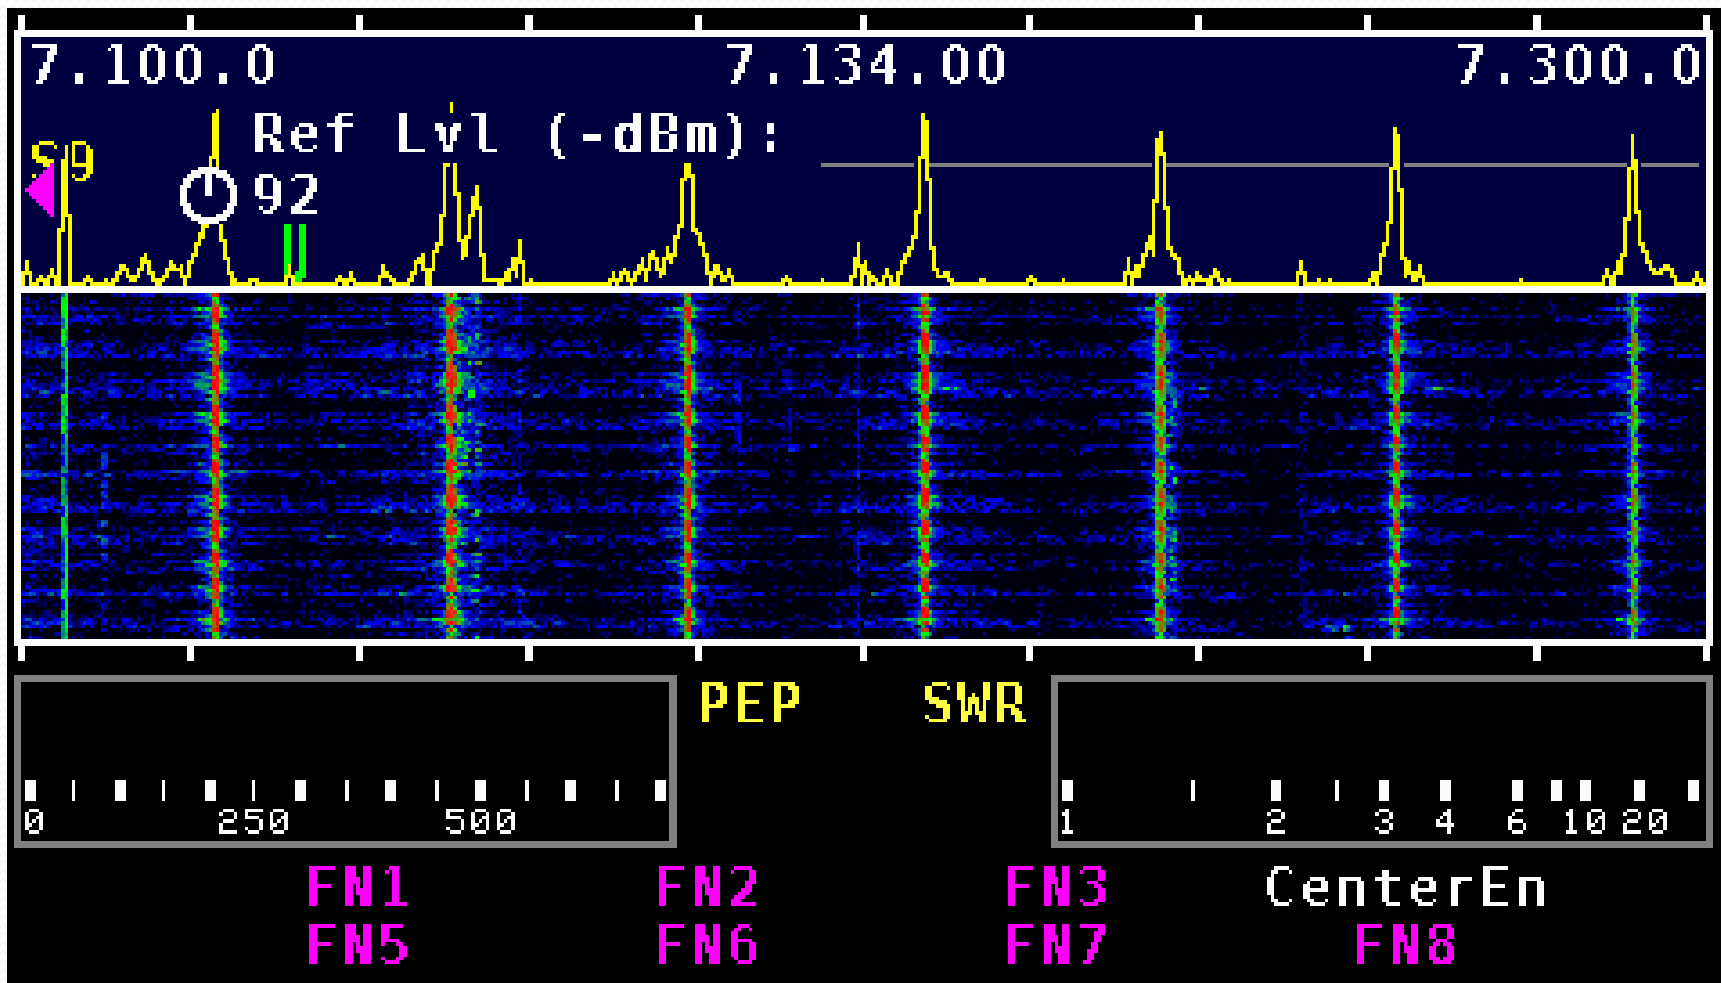 7.100.0 7.134.00 7.300.0
Ref Lvl (-dBm):
S9
92
PEP SWR
0 250 500
1 2 3 4 6 10 20
FN1 FN2 FN3 CenterEn
FN5 FN6 FN7 FN8